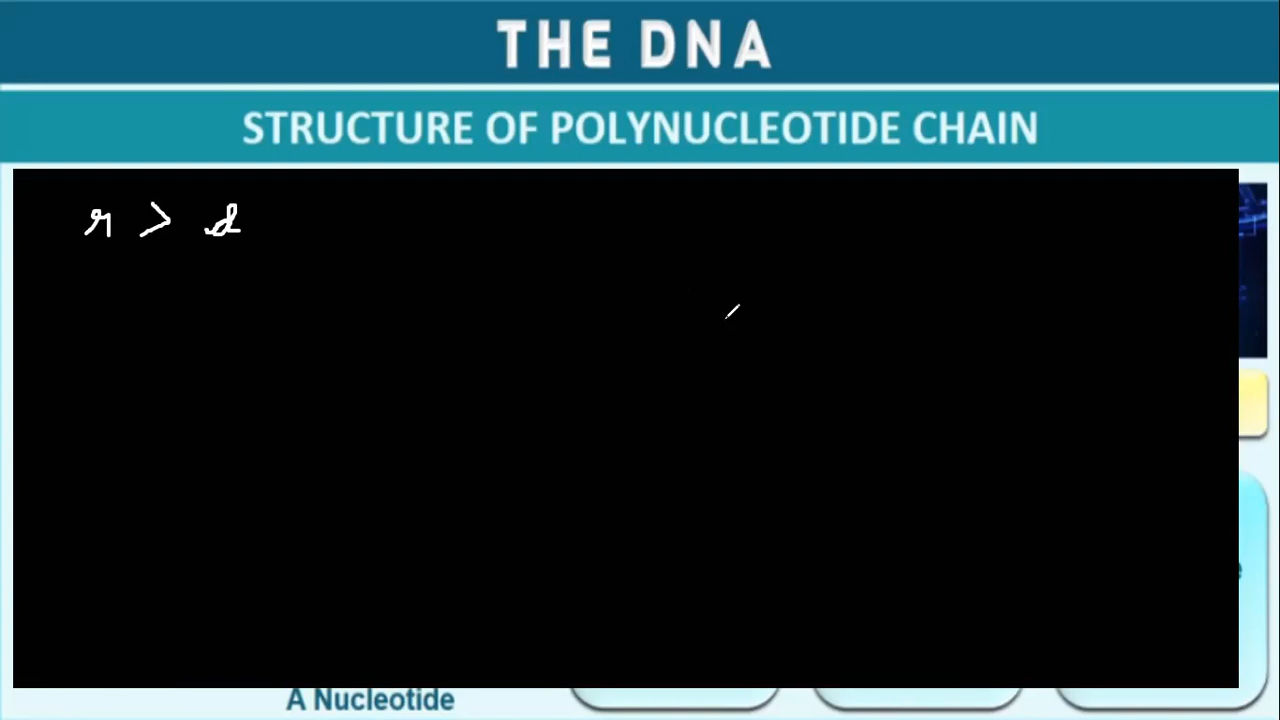 THE DNA
STRUCTURE OF POLYNUCLEOTIDE CHAIN
r > d
A Nucleotide